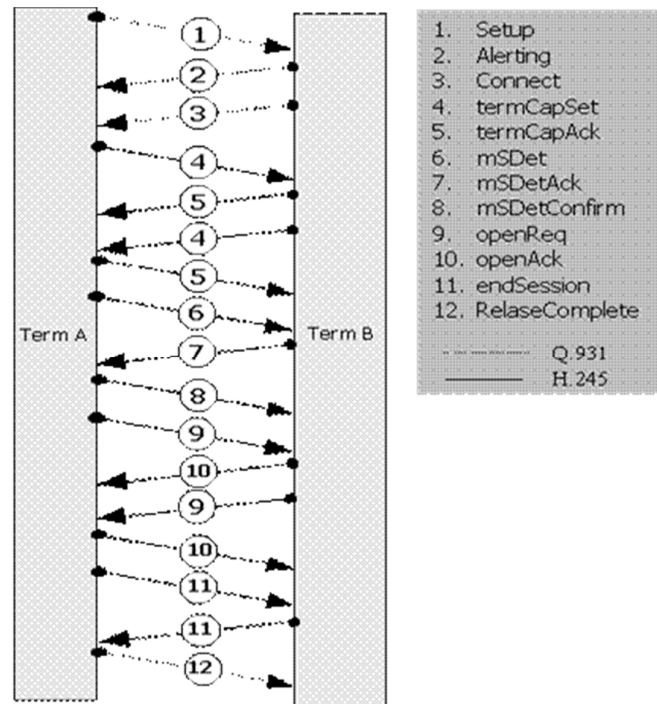 Term A
1
2
3
4
5
4
5
6
7
8
9
10
9
10
11
11
12
Term B
1. Setup
2. Alerting
3. Connect
4. termCapSet
5. termCapAck
6. mSDet
7. mSDetAck
8. mSDetConfirm
9. openReq
10. openAck
11. endSession
12. RelaseComplete
Q.931
H.245